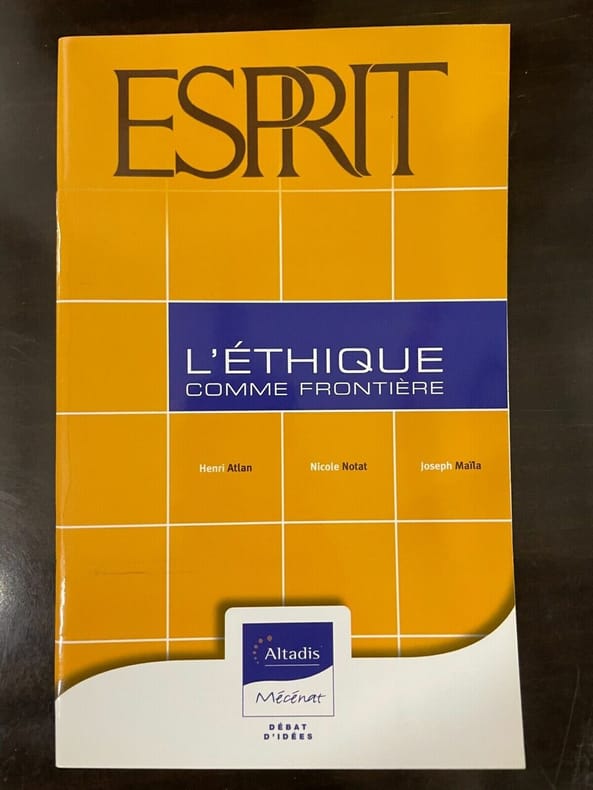 ESPRIT
L'ÉTHIQUE
COMME FRONTIÈRE
Henri Atlan Nicole Notat Joseph Maïla
Altadis
Mécénat
DÉBAT
D'IDÉES